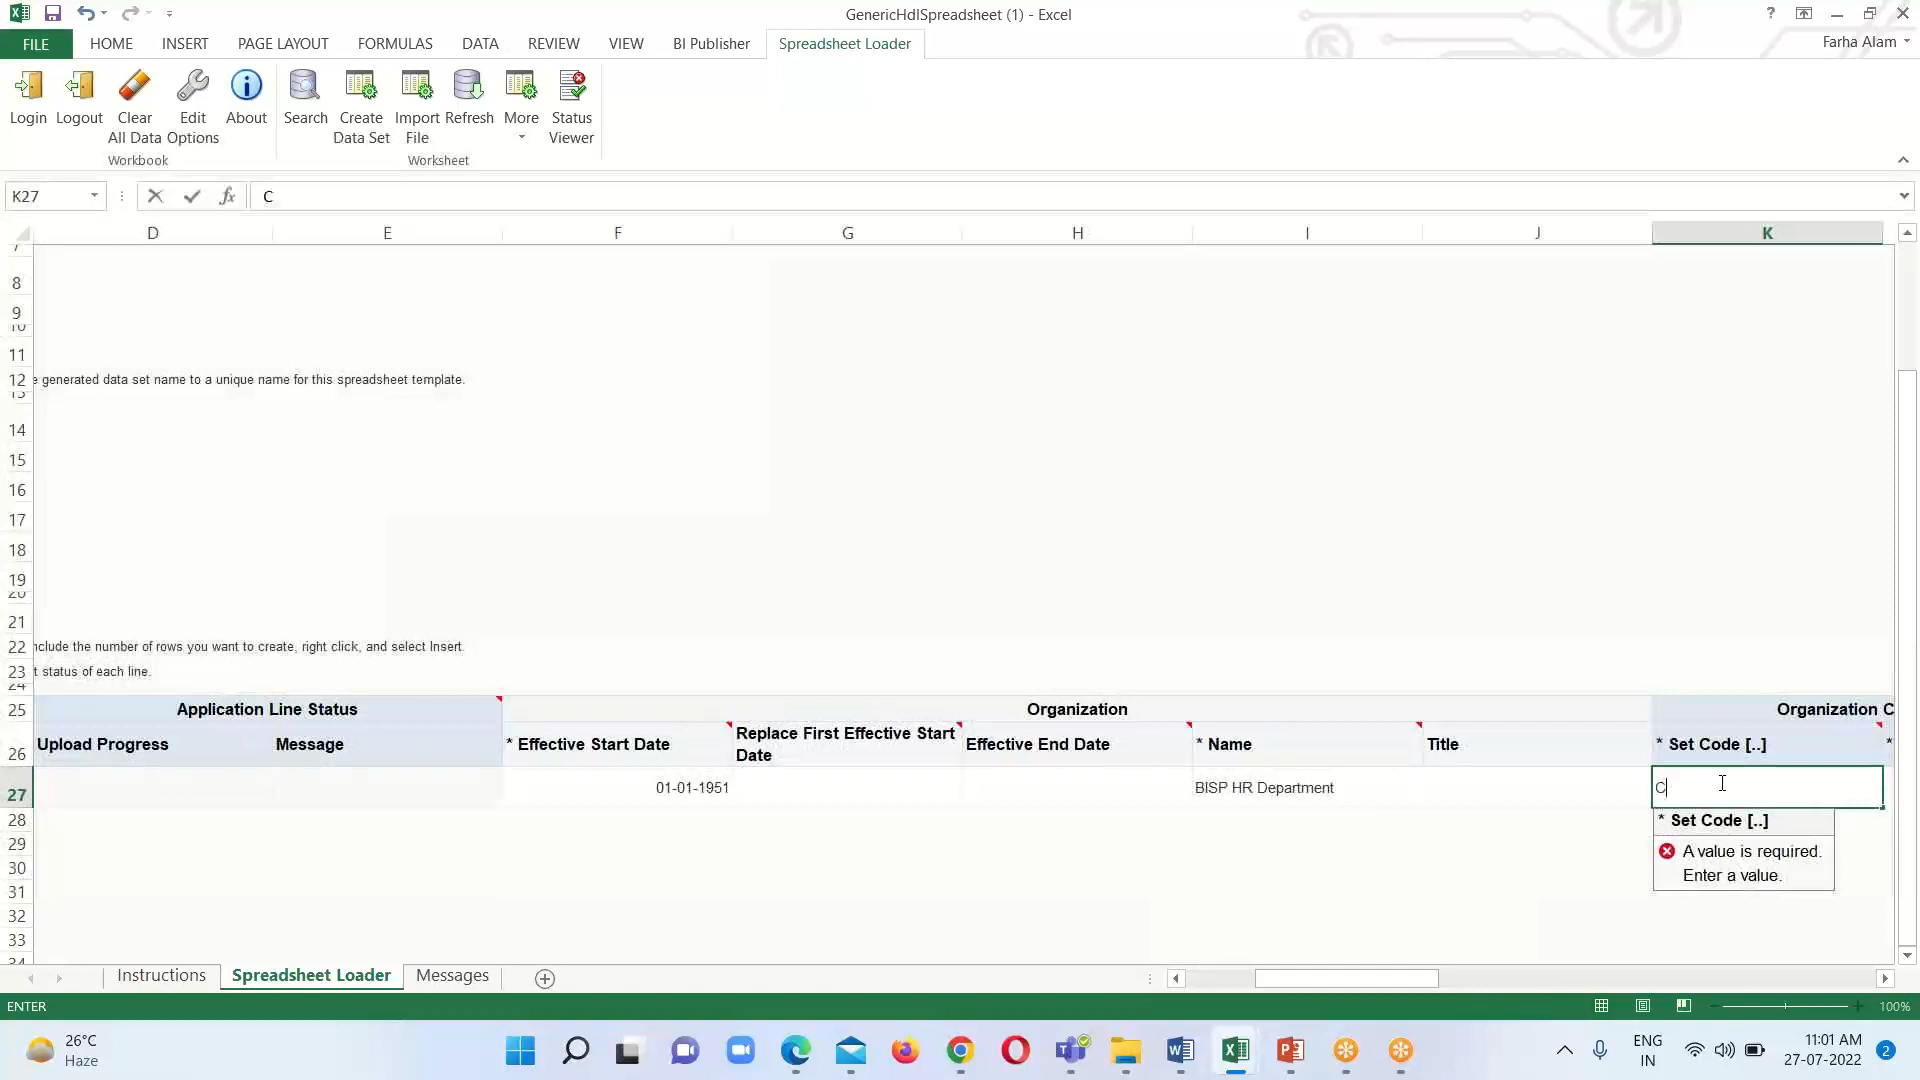 GenericHdlSpreadsheet (1) - Excel
?
FILE
HOME
INSERT
PAGE LAYOUT
FORMULAS
DATA
REVIEW
VIEW
BI Publisher
Spreadsheet Loader
Farha Alam
Login
Logout
Clear
All Data
Edit
Options
About
Search
Create
Data Set
Import
File
Refresh
More
Status
Viewer
Workbook
Worksheet
K27
fx
C
D E F G H I J K
7
8
9
10
11
12 e generated data set name to a unique name for this spreadsheet template.
13
14
15
16
17
18
19
20
21
22 nclude the number of rows you want to create, right click, and select Insert.
23 t status of each line.
24
25 Application Line Status Organization Organization C
26 Upload Progress Message * Effective Start Date Replace First Effective Start Date Effective End Date * Name Title * Set Code [..] *
27 01-01-1951 BISP HR Department C
28 * Set Code [..]
29
30 A value is required.
31 Enter a value.
32
33
34
Instructions
Spreadsheet Loader
Messages
ENTER
100%
26°C
Haze
ENG
IN
11:01 AM
27-07-2022
2